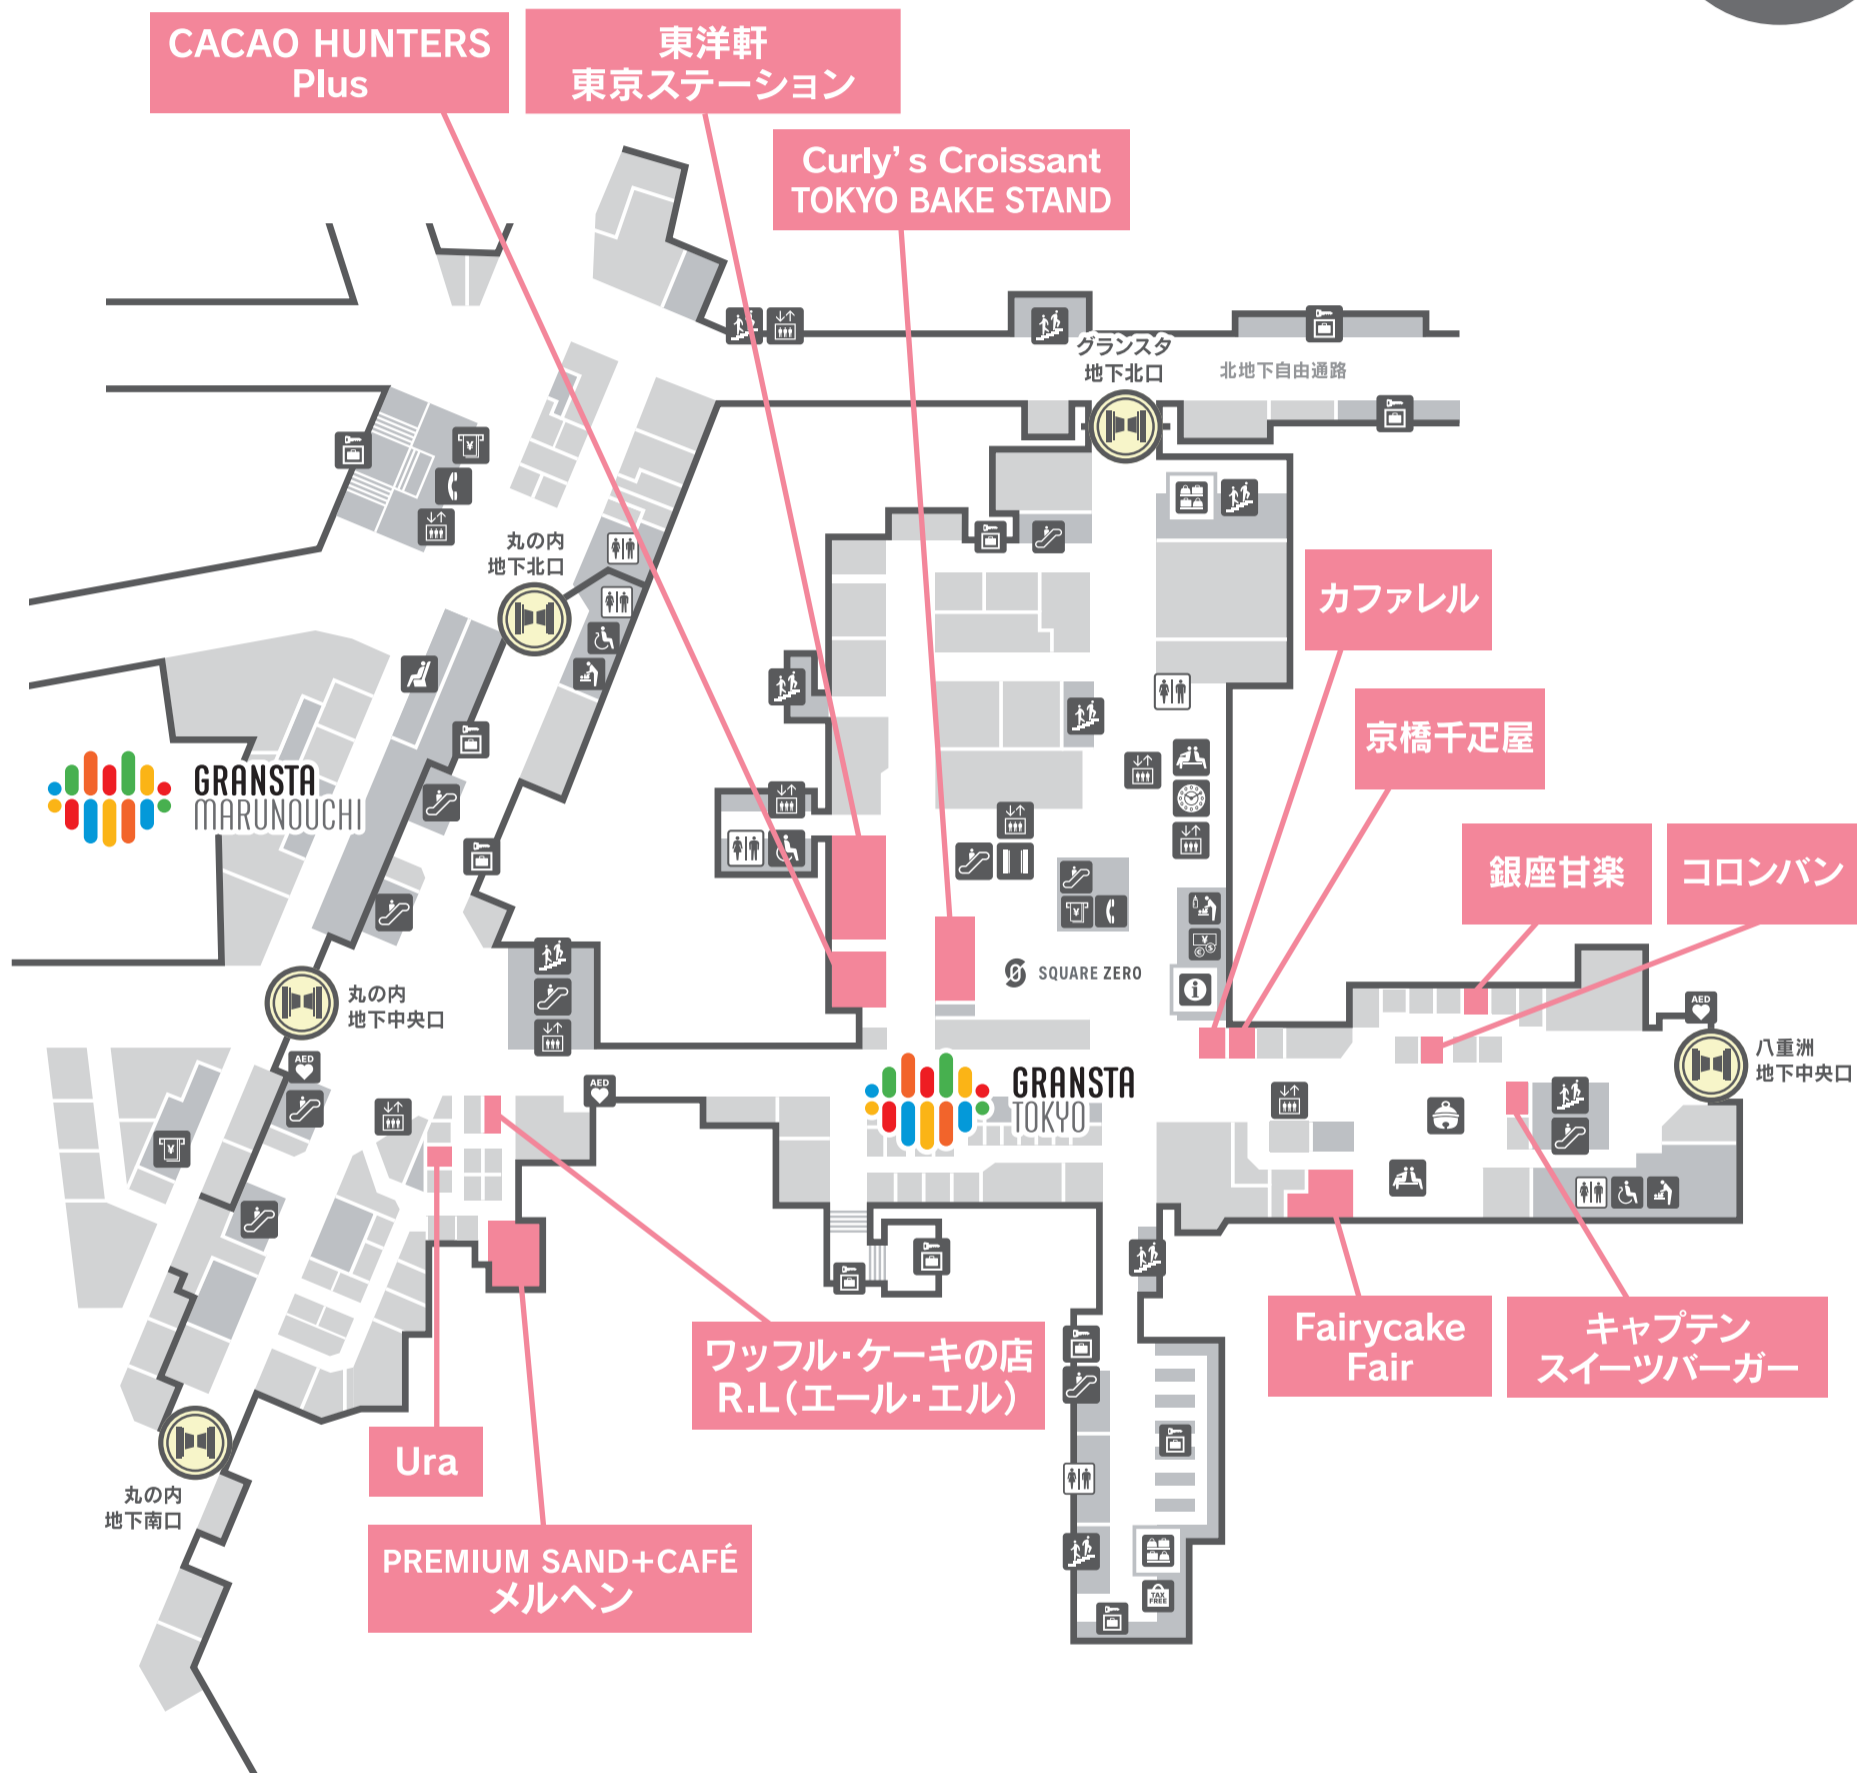 CACAO HUNTERS
Plus
東洋軒
東京ステーション
Curly’s Croissant
TOKYO BAKE STAND
グランスタ
地下北口
北地下自由通路
丸の内
地下北口
カファレル
京橋千疋屋
GRANSTA
MARUNOUCHI
銀座甘楽
コロンバン
SQUARE ZERO
丸の内
地下中央口
AED
八重洲
地下中央口
AED
AED
GRANSTA
TOKYO
ワッフル・ケーキの店
R.L(エール・エル)
Fairycake
Fair
キャプテン
スイーツバーガー
Ura
丸の内
地下南口
PREMIUM SAND+CAFÉ
メルヘン
TAX
FREE